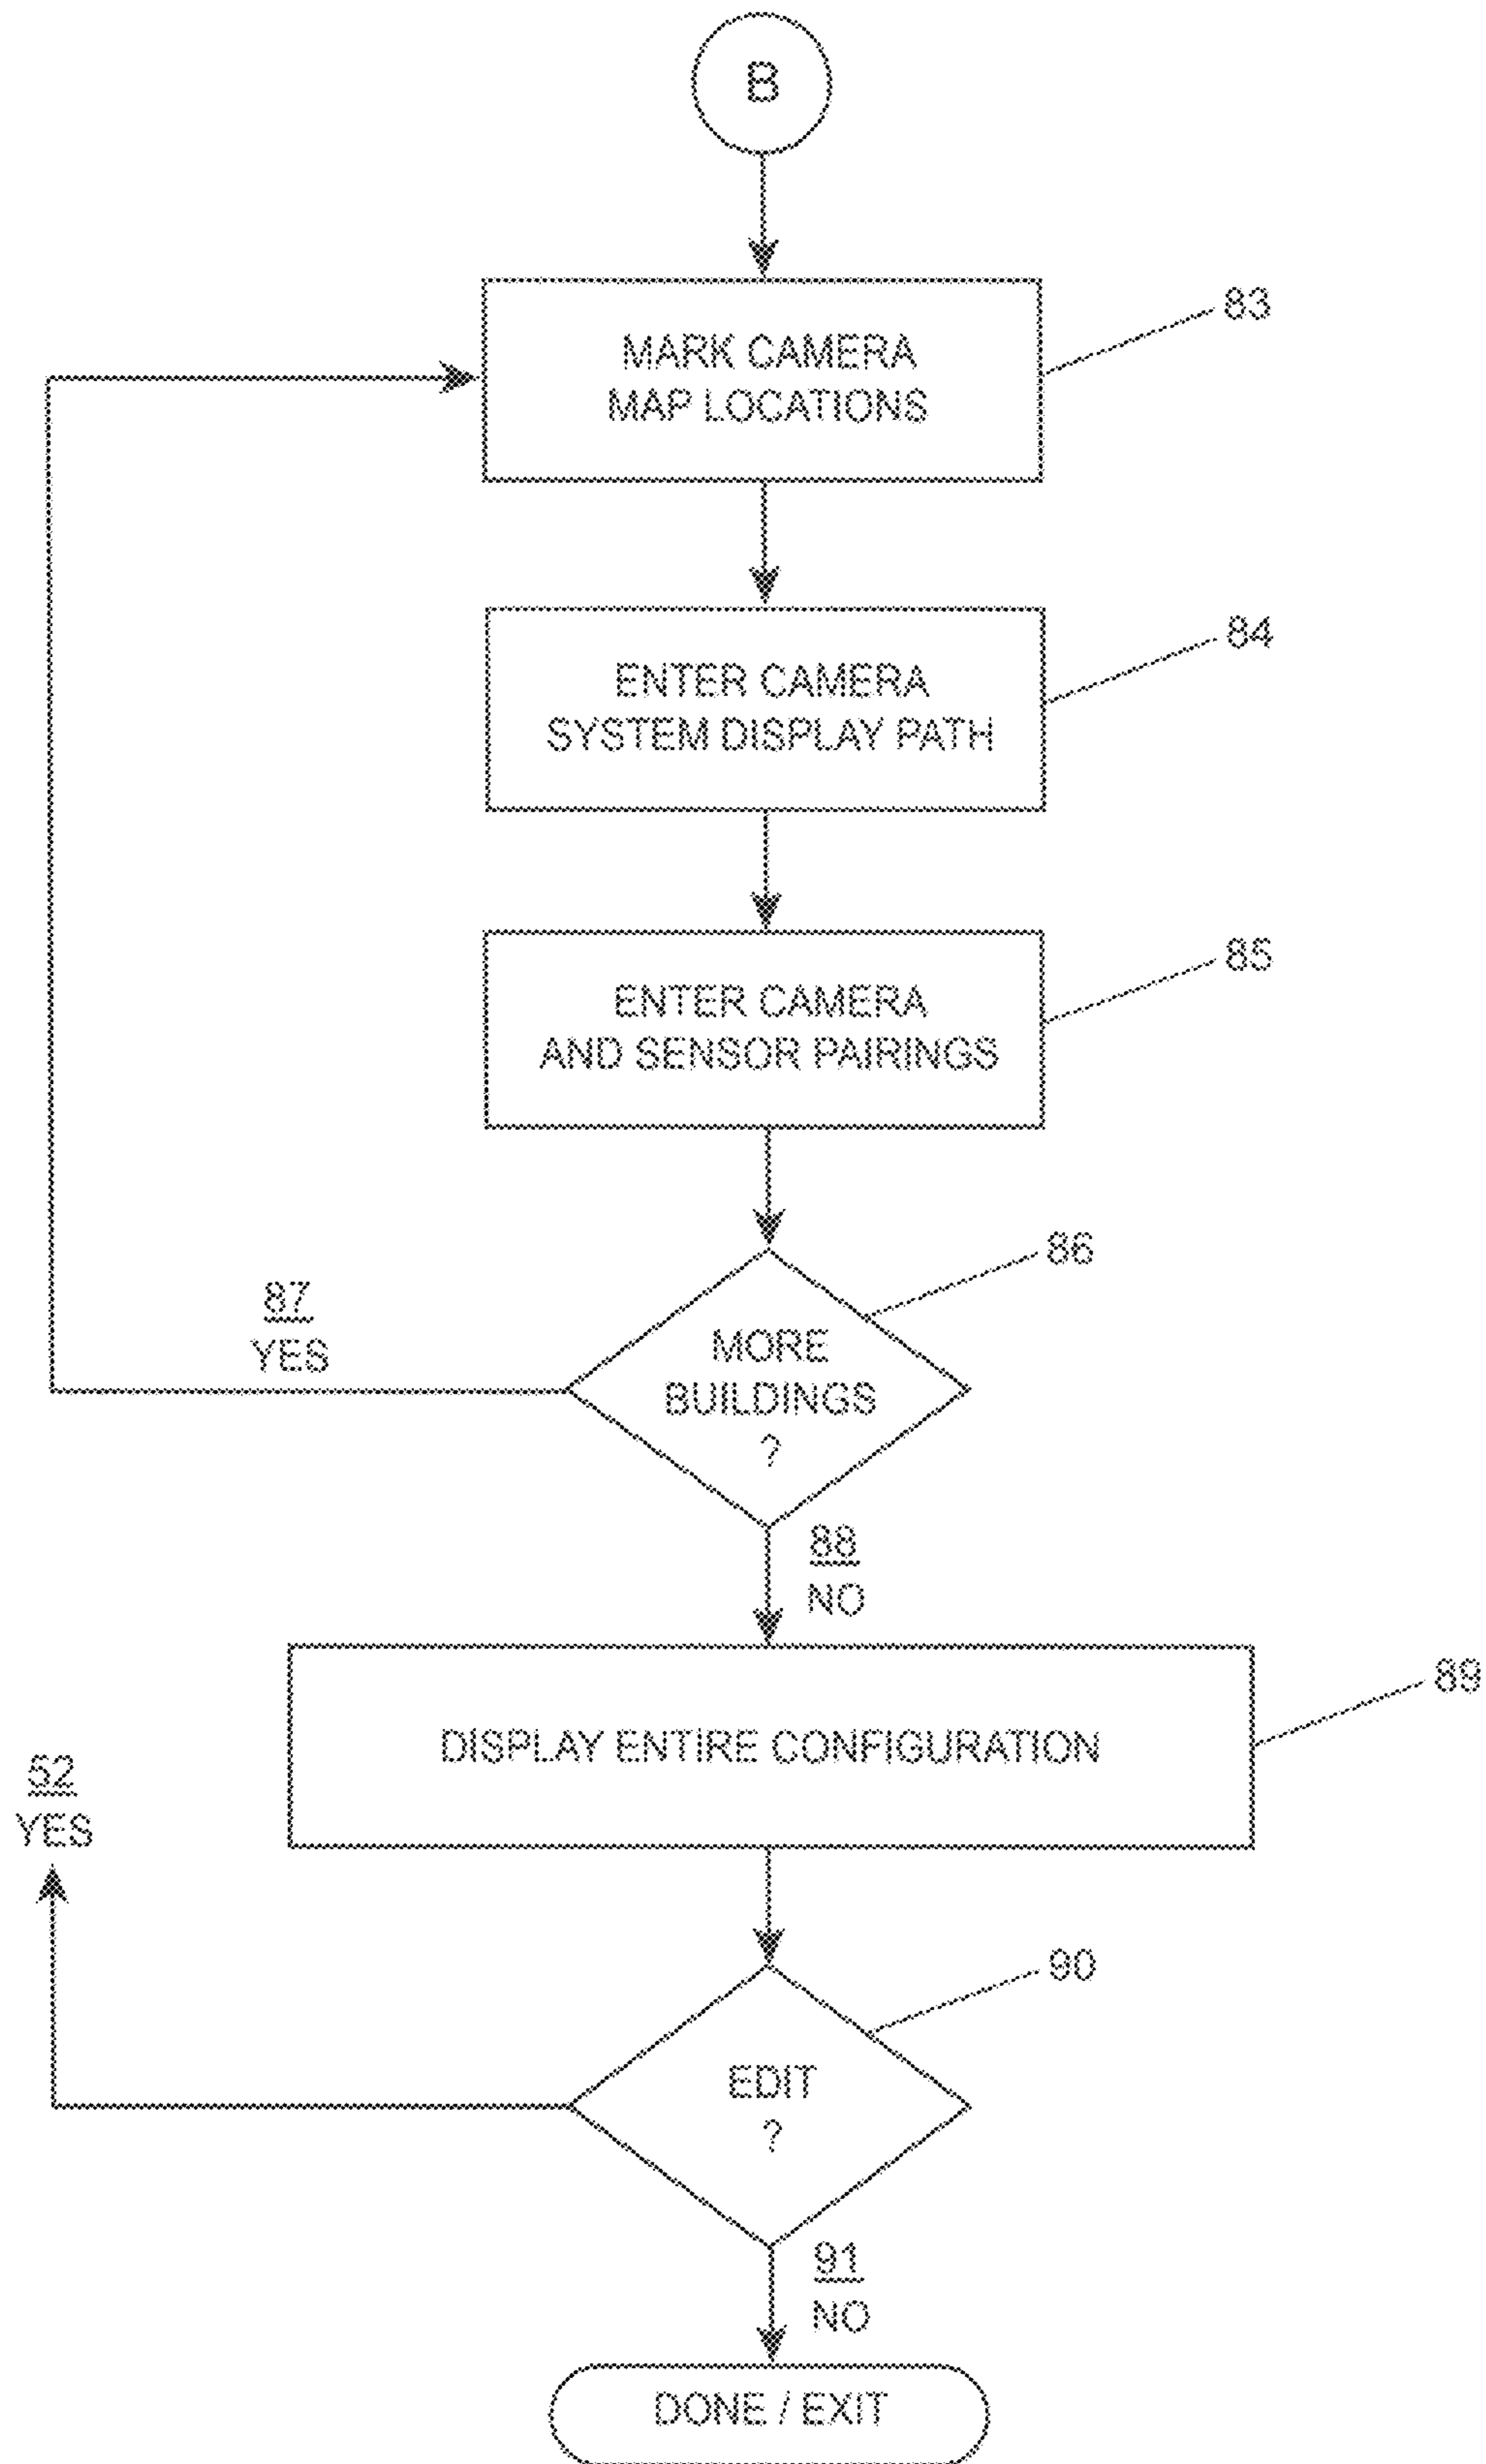 B
MARK CAMERA
MAP LOCATIONS
83
ENTER CAMERA
SYSTEM DISPLAY PATH
84
ENTER CAMERA
AND SENSOR PAIRINGS
85
MORE
BUILDINGS
?
86
87
YES
88
NO
DISPLAY ENTIRE CONFIGURATION
89
52
YES
EDIT
?
90
91
NO
DONE / EXIT